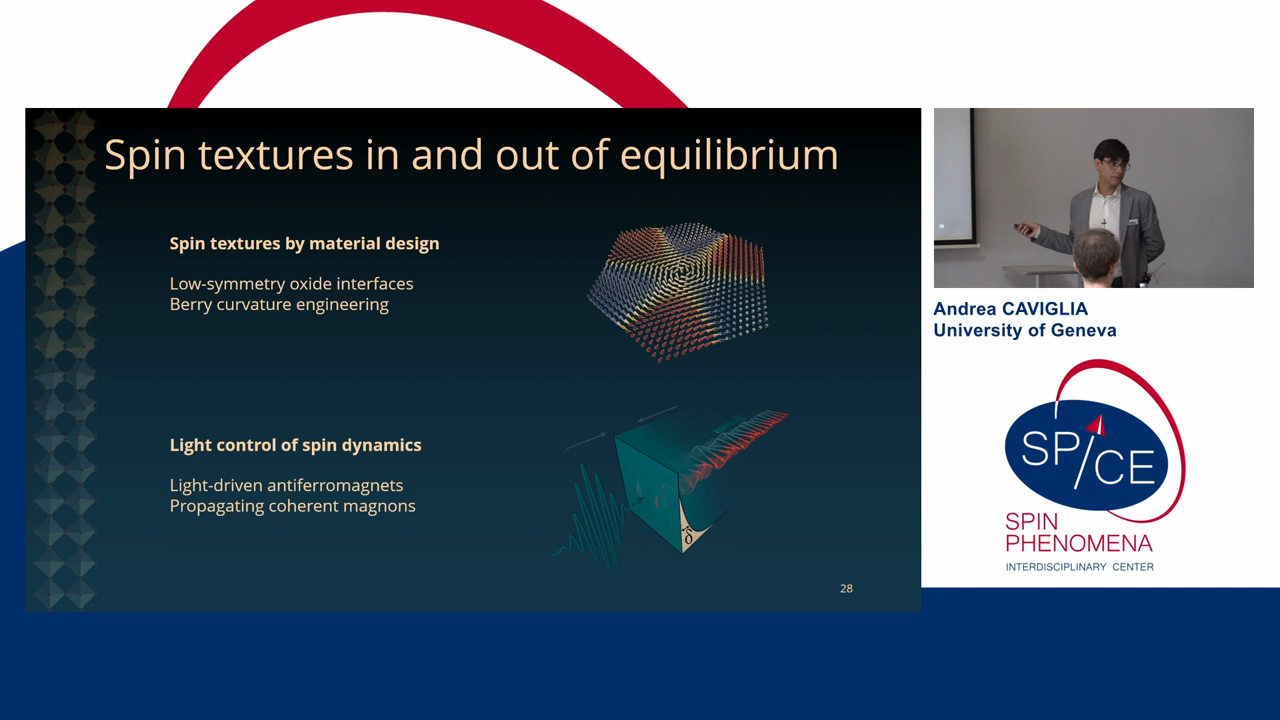 Spin textures in and out of equilibrium
Spin textures by material design
Low-symmetry oxide interfaces
Berry curvature engineering
Light control of spin dynamics
Light-driven antiferromagnets
Propagating coherent magnons
δ
28
Andrea CAVIGLIA
University of Geneva
SP/CE
SPIN
PHENOMENA
INTERDISCIPLINARY CENTER